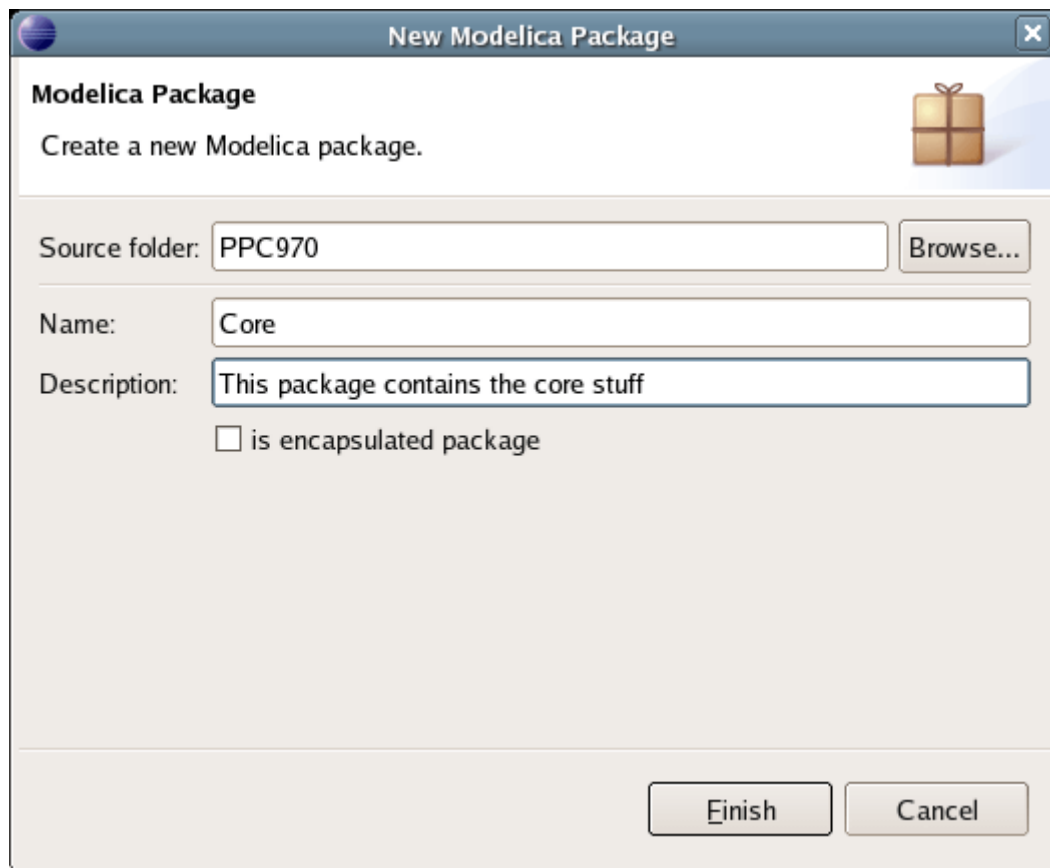 New Modelica Package
Modelica Package
Create a new Modelica package.
Source folder: PPC970 Browse...
Name: Core
Description: This package contains the core stuff
is encapsulated package
Finish Cancel